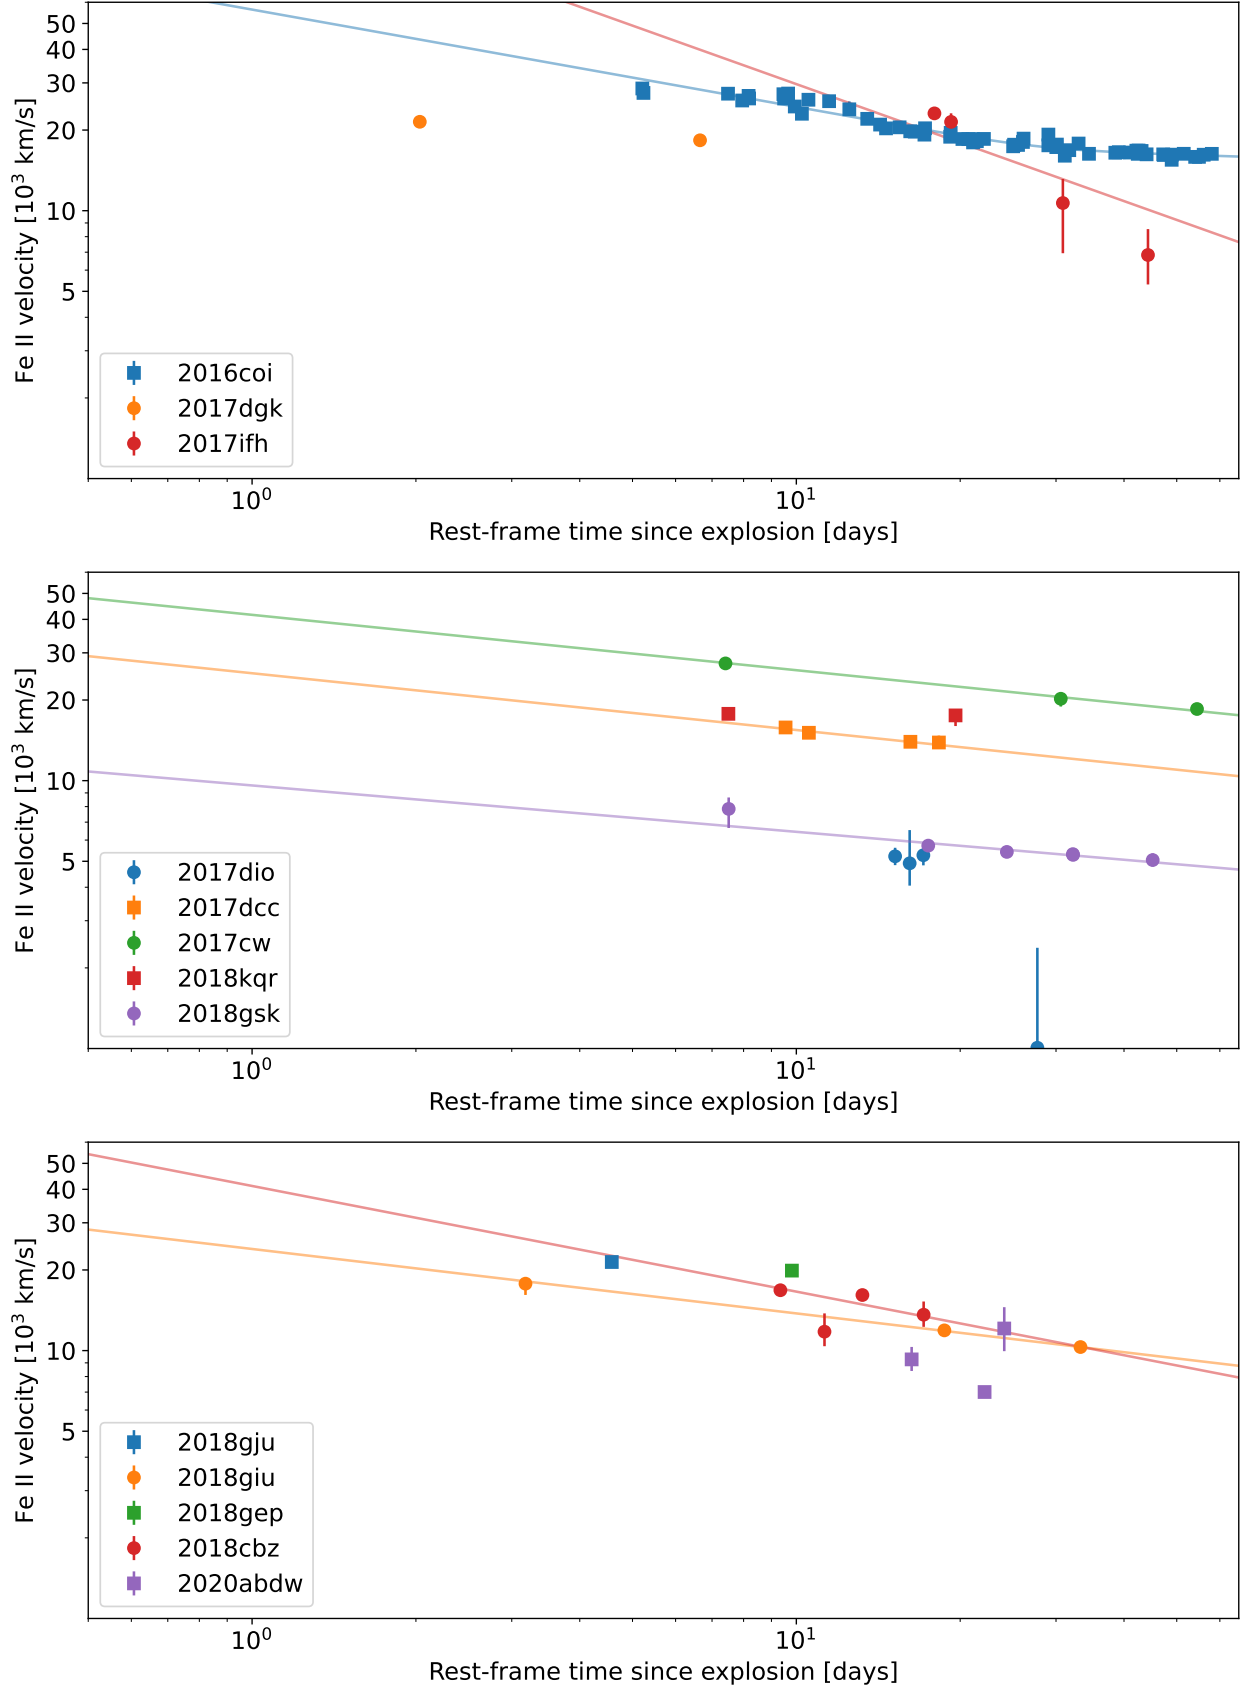 50
40
30
20
10
5
Fe II velocity [10³ km/s]
2016coi
2017dgk
2017ifh
10⁰
10¹
Rest-frame time since explosion [days]
50
40
30
20
10
5
Fe II velocity [10³ km/s]
2017dio
2017dcc
2017cw
2018kqr
2018gsk
10⁰
10¹
Rest-frame time since explosion [days]
50
40
30
20
10
5
Fe II velocity [10³ km/s]
2018gju
2018giu
2018gep
2018cbz
2020abdw
10⁰
10¹
Rest-frame time since explosion [days]